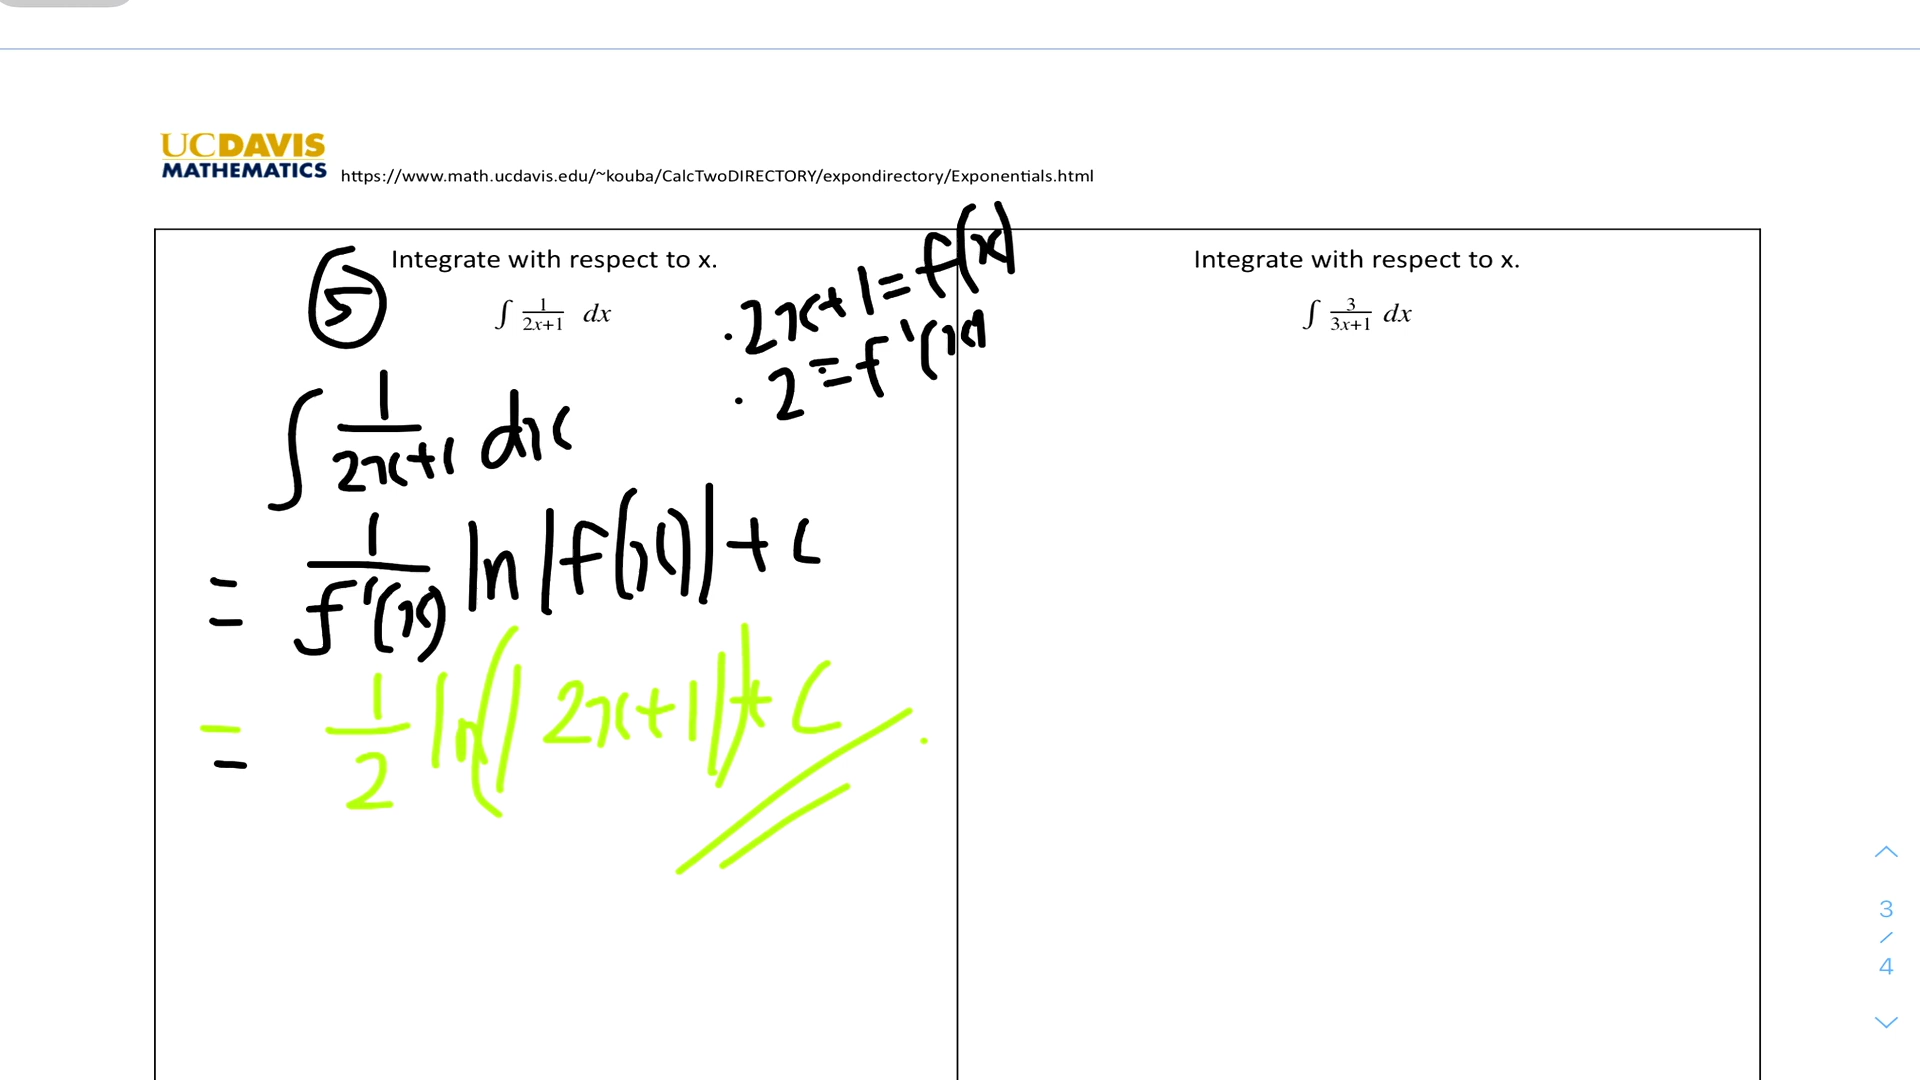 UCDAVIS
MATHEMATICS
https://www.math.ucdavis.edu/~kouba/CalcTwoDIRECTORY/expondirectory/Exponentials.html
⑤ Integrate with respect to x.
∫ 1/(2x+1) dx
· 2x+1 = f(x)
· 2 = f'(x)
∫ 1/(2x+1) dx
= 1/f'(x) ln|f(x)| + c
= 1/2 ln(|2x+1|) + c
Integrate with respect to x.
∫ 3/(3x+1) dx
3
/
4